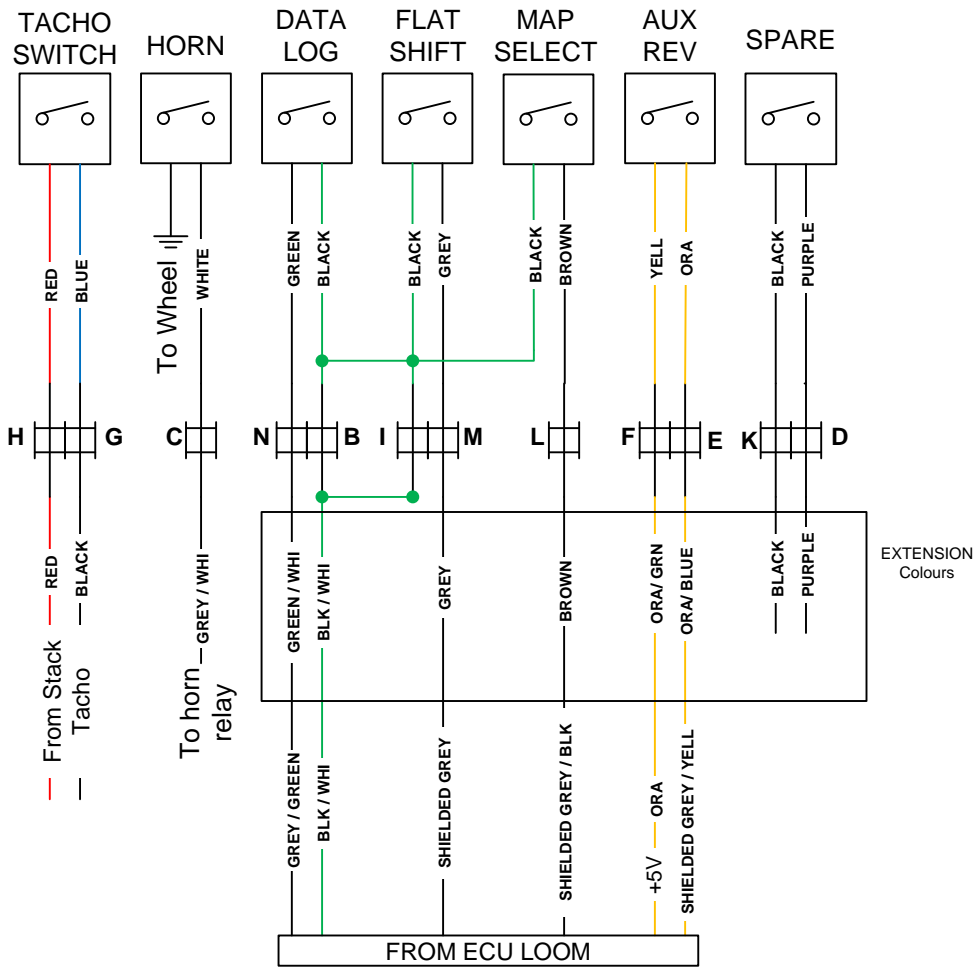 TACHO
SWITCH
HORN
DATA
LOG
FLAT
SHIFT
MAP
SELECT
AUX
REV
SPARE
RED
BLUE
To Wheel
WHITE
GREEN
BLACK
BLACK
GREY
BLACK
BROWN
YELL
ORA
BLACK
PURPLE
H
G
C
N
B
I
M
L
F
E
K
D
RED
BLACK
GREY / WHI
GREEN / WHI
BLK / WHI
GREY
BROWN
ORA/ GRN
ORA/ BLUE
BLACK
PURPLE
EXTENSION
Colours
From Stack
Tacho
To horn
relay
GREY / GREEN
BLK / WHI
SHIELDED GREY
SHIELDED GREY / BLK
+5V
ORA
SHIELDED GREY / YELL
FROM ECU LOOM